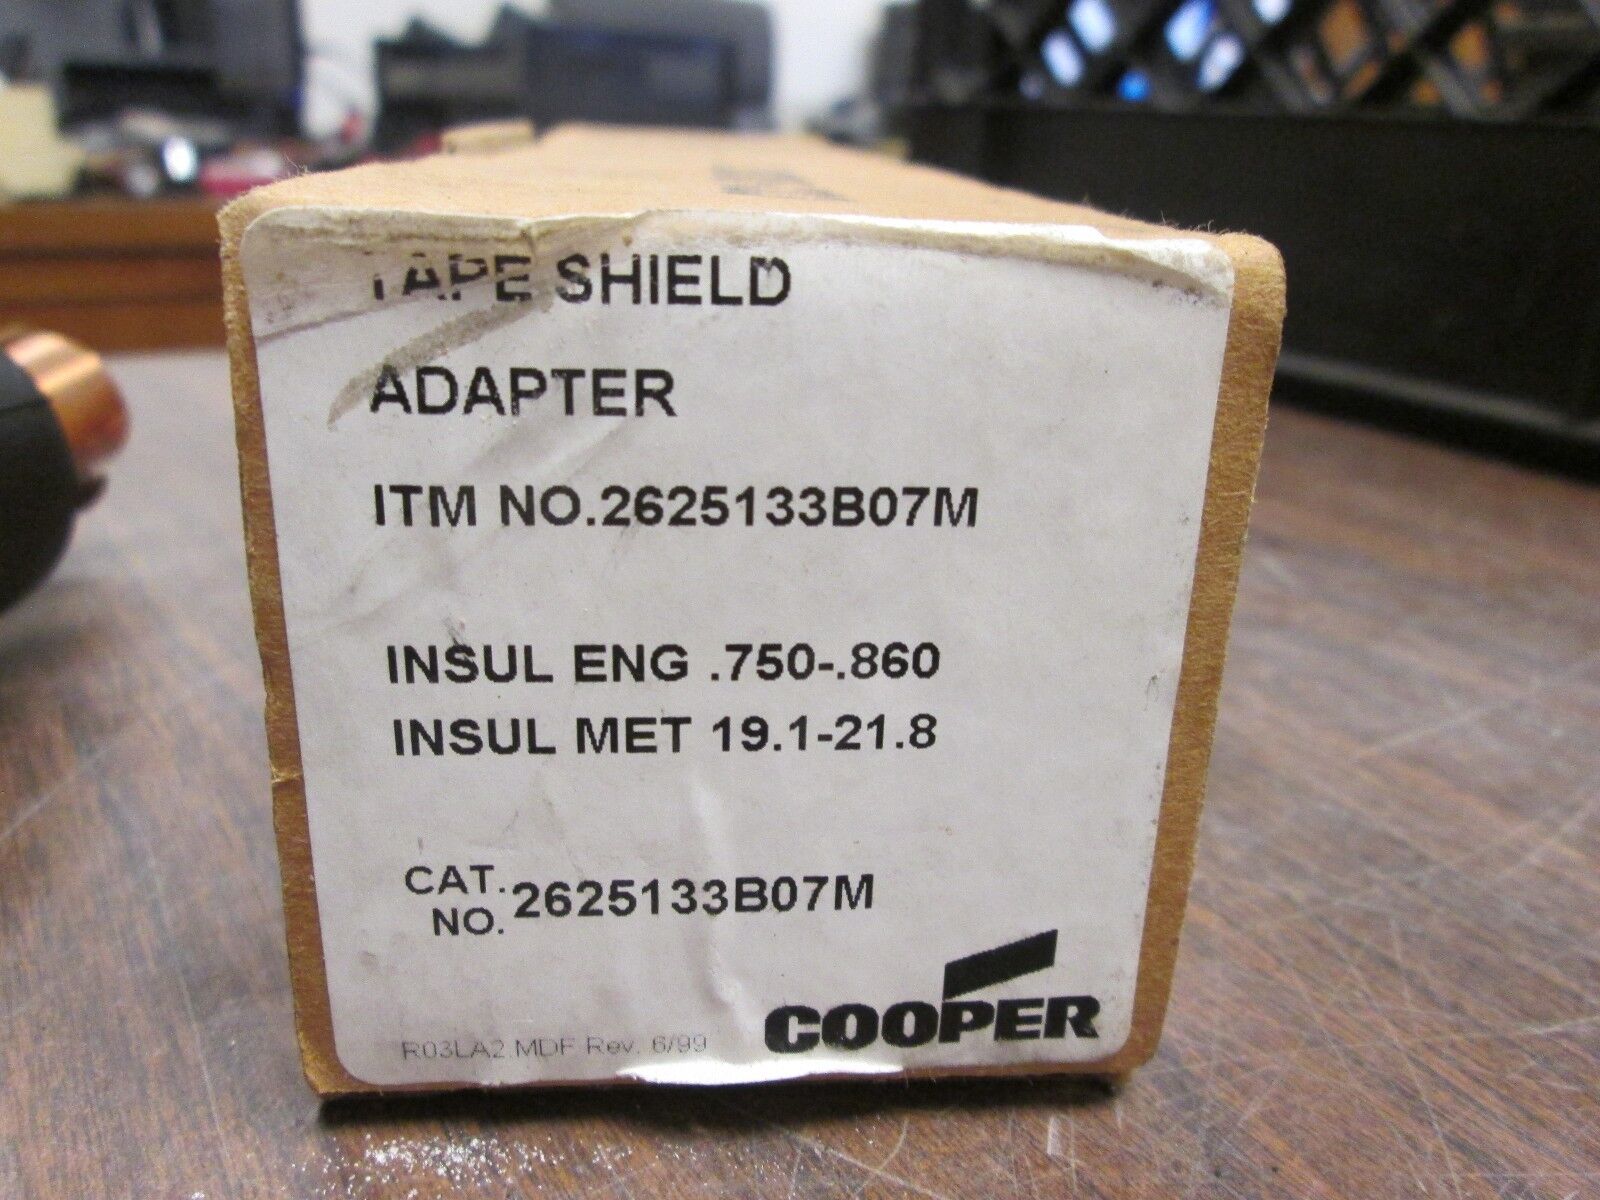 TAPE SHIELD
ADAPTER
ITM NO.2625133B07M
INSUL ENG .750-.860
INSUL MET 19.1-21.8
CAT. NO. 2625133B07M
COOPER
R03LA2.MDF Rev. 6/99